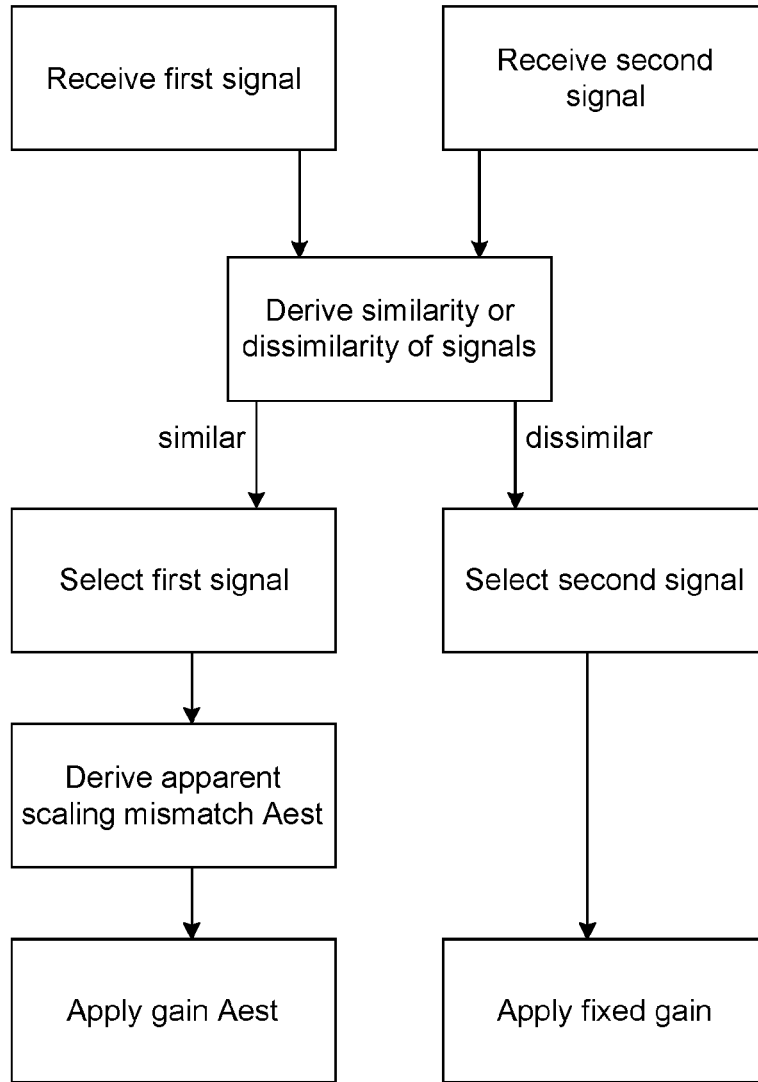 Receive first signal
Receive second
signal
Derive similarity or
dissimilarity of signals
similar
dissimilar
Select first signal
Select second signal
Derive apparent
scaling mismatch Aest
Apply gain Aest
Apply fixed gain